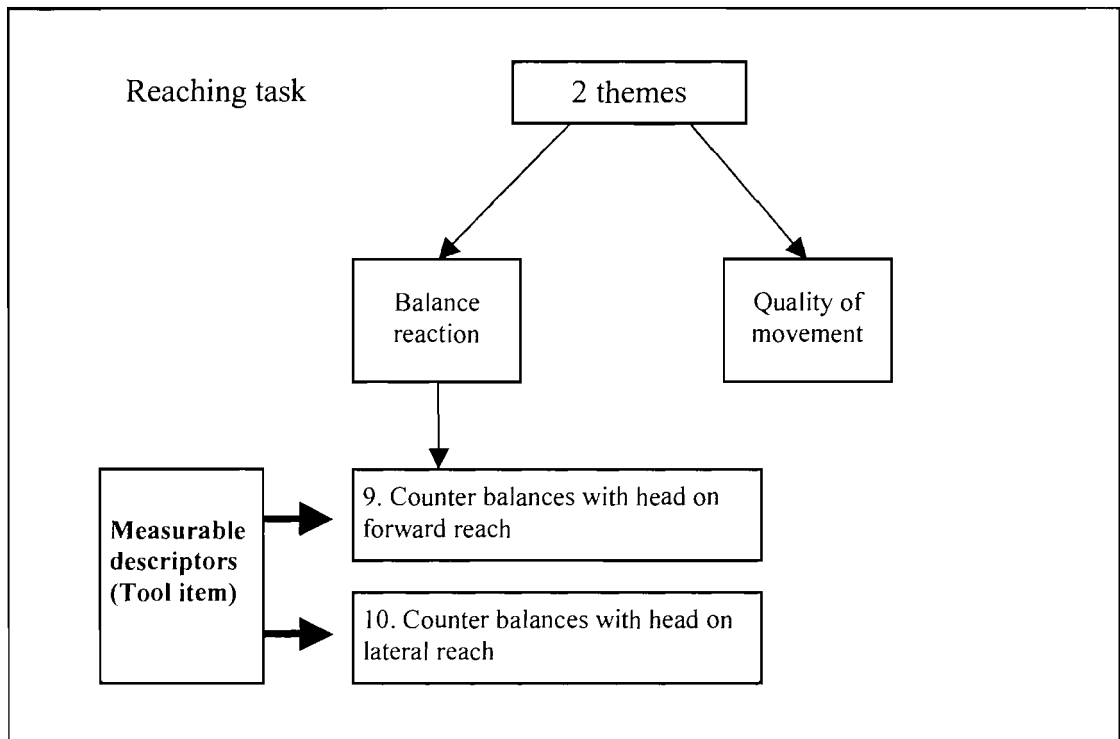 Reaching task
2 themes
Balance
reaction
Quality of
movement
Measurable
descriptors
(Tool item)
9. Counter balances with head on
forward reach
10. Counter balances with head on
lateral reach